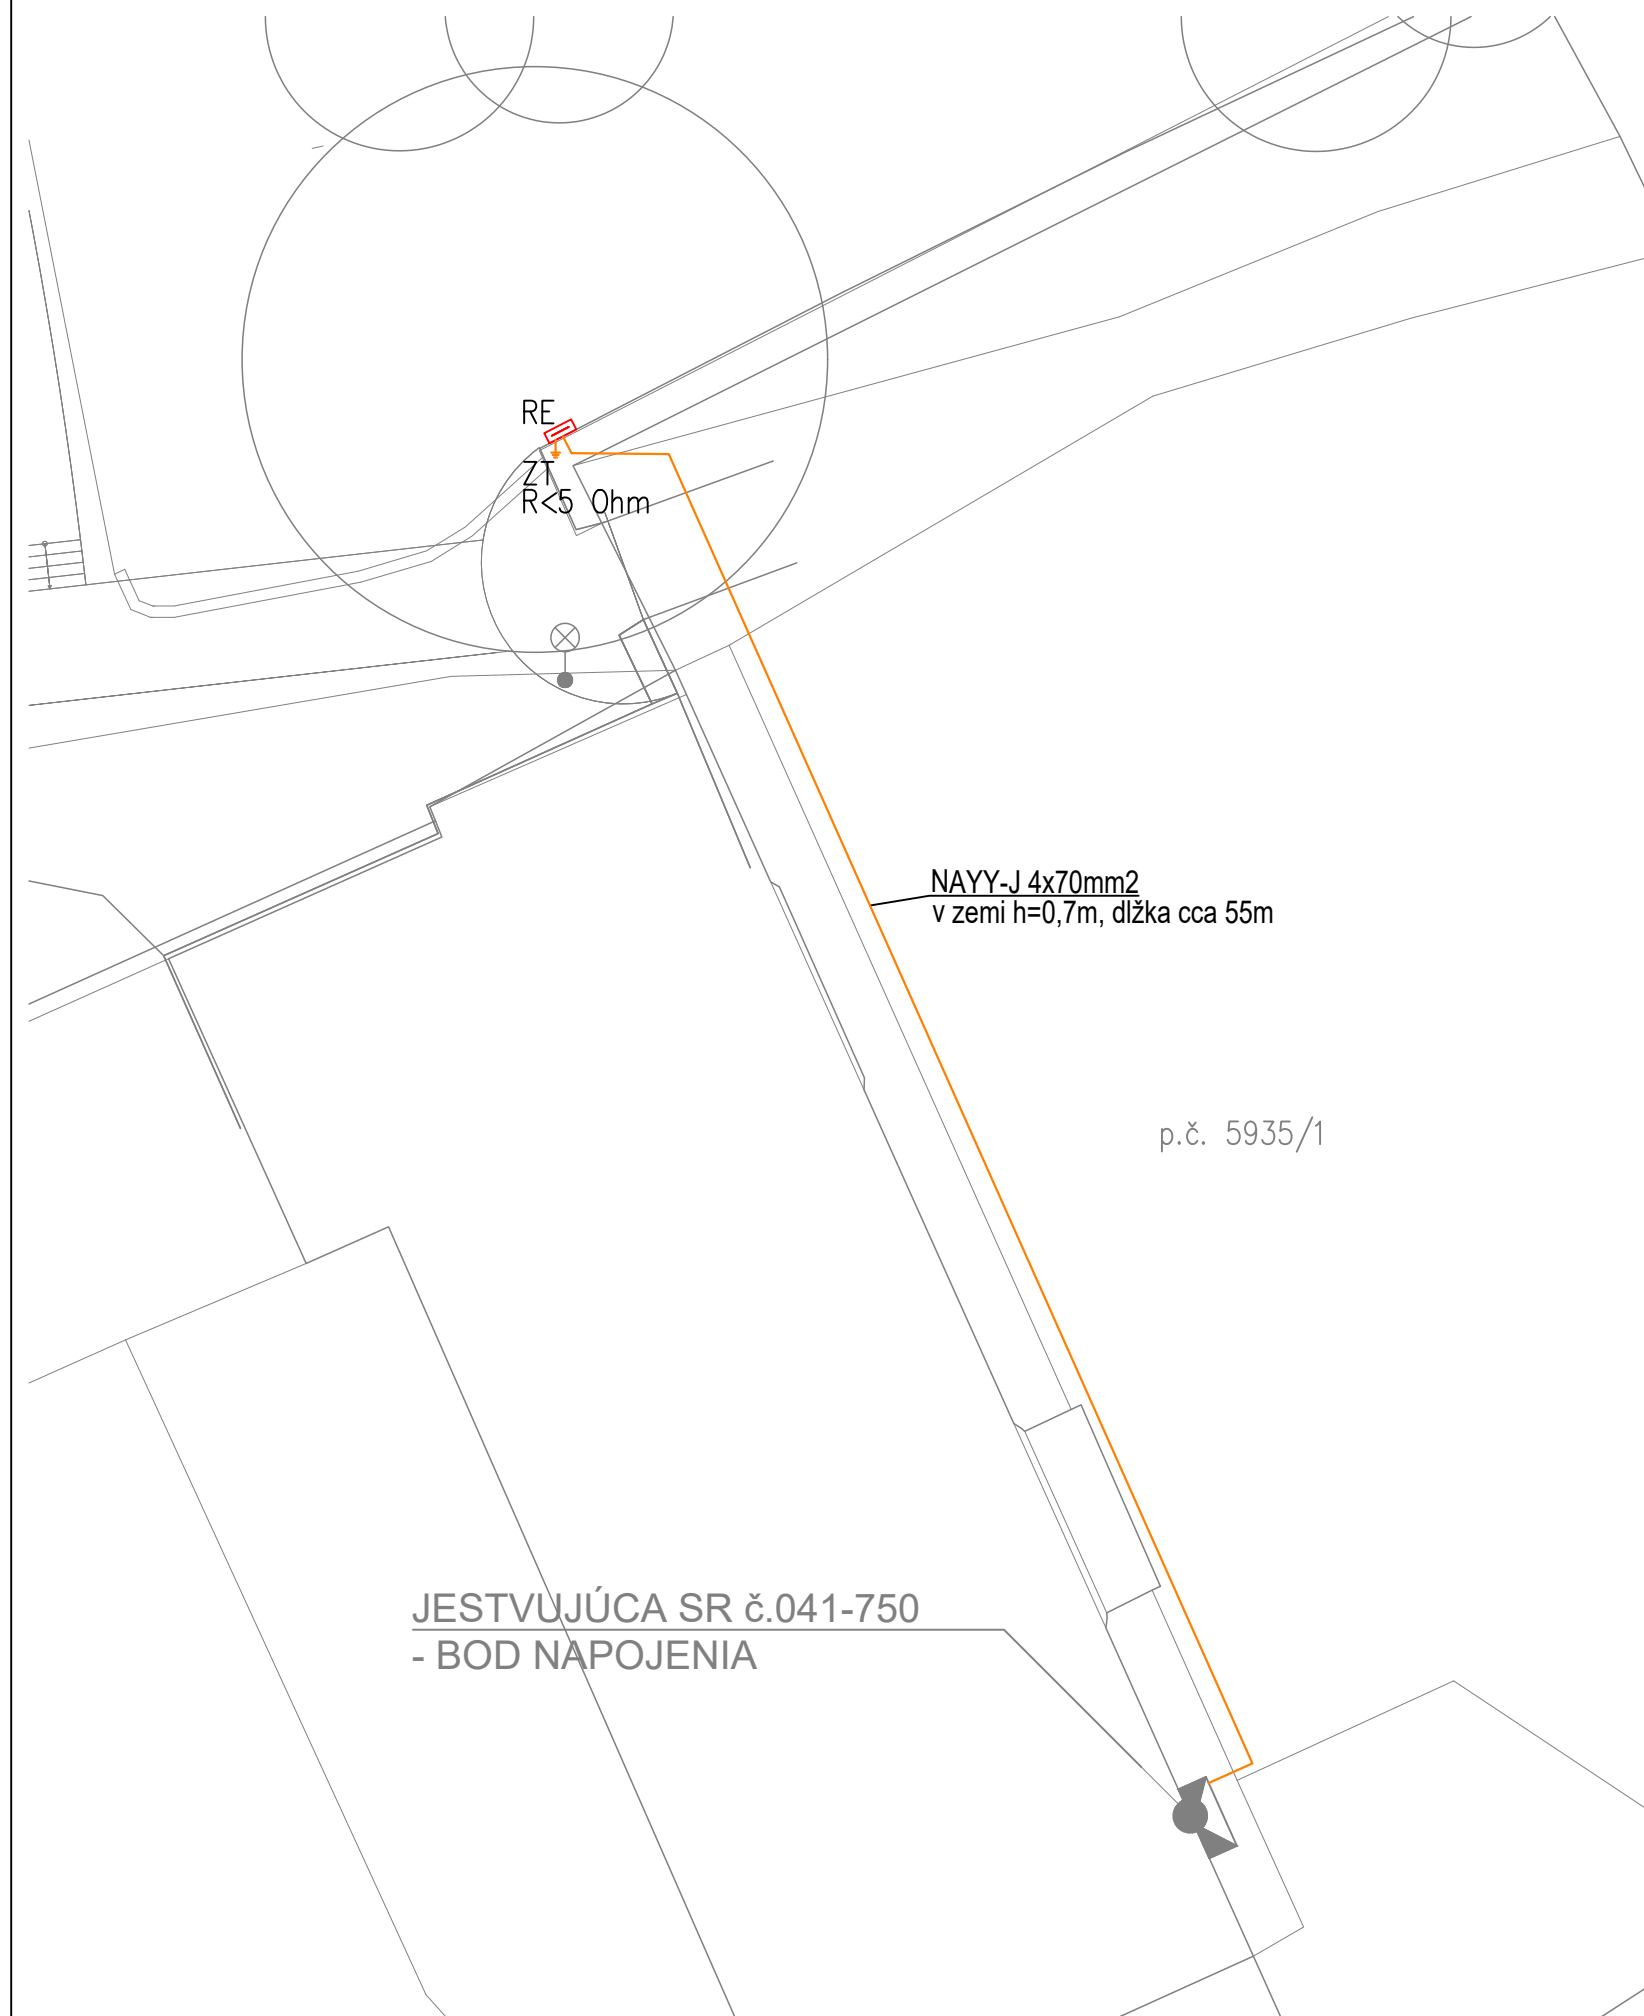 RE
ZT
R<5 Ohm
NAYY-J 4x70mm2
v zemi h=0,7m, dlžka cca 55m
p.č. 5935/1
JESTVUJÚCA SR č.041-750
- BOD NAPOJENIA